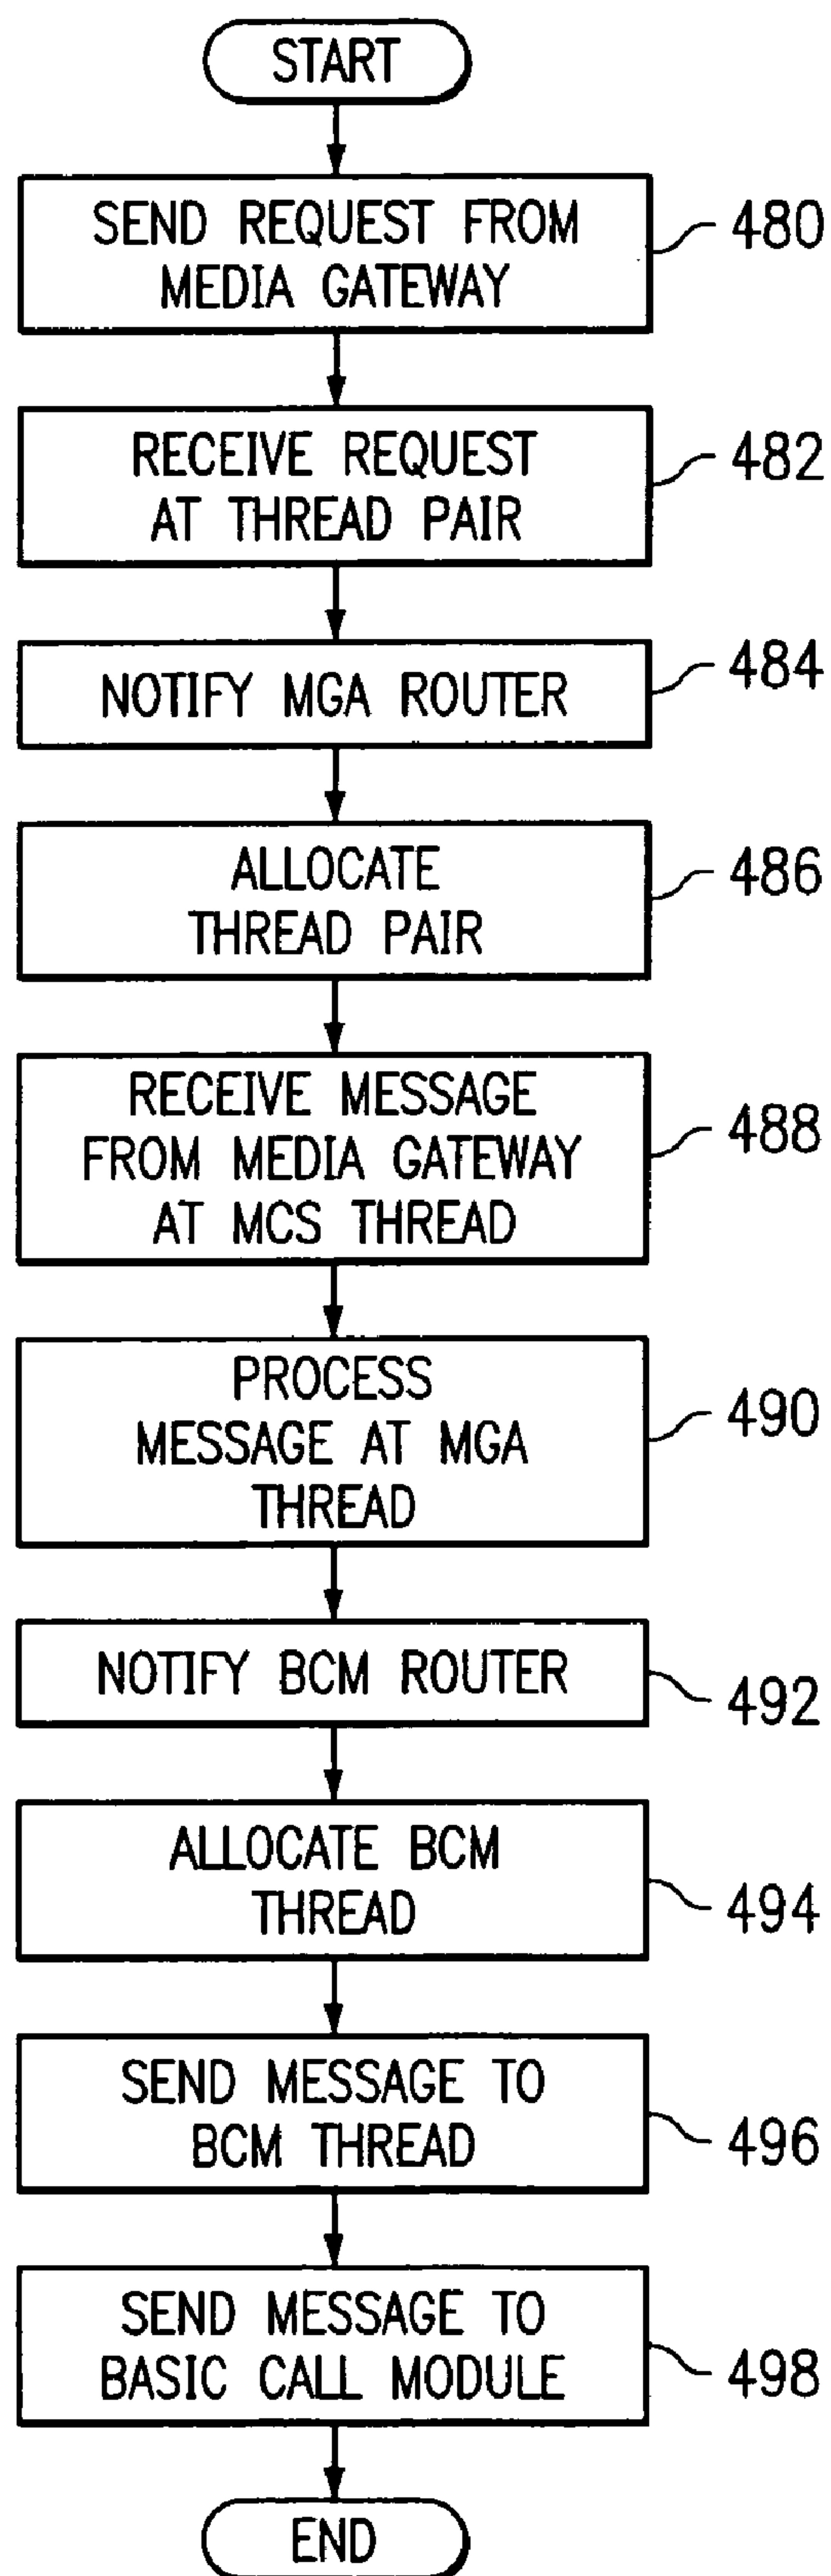 START
SEND REQUEST FROM
MEDIA GATEWAY
480
RECEIVE REQUEST
AT THREAD PAIR
482
NOTIFY MGA ROUTER
484
ALLOCATE
THREAD PAIR
486
RECEIVE MESSAGE
FROM MEDIA GATEWAY
AT MCS THREAD
488
PROCESS
MESSAGE AT MGA
THREAD
490
NOTIFY BCM ROUTER
492
ALLOCATE BCM
THREAD
494
SEND MESSAGE TO
BCM THREAD
496
SEND MESSAGE TO
BASIC CALL MODULE
498
END